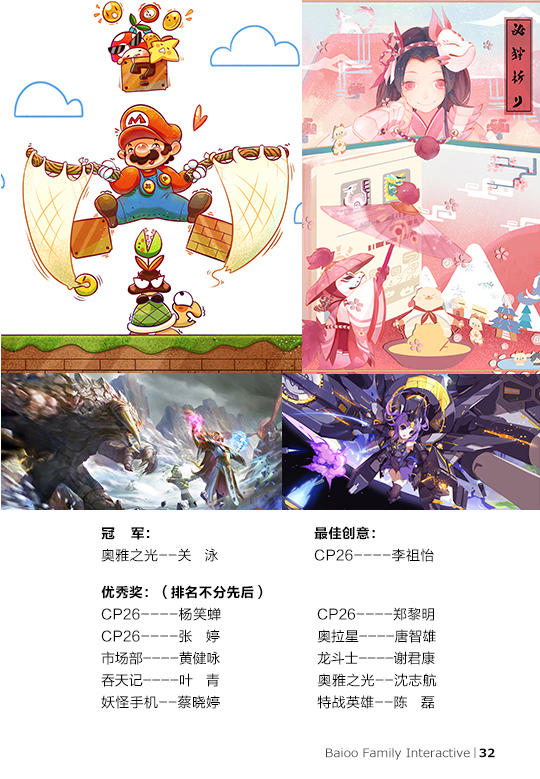 M
?
冠 军： 最佳创意：
奥雅之光--关 泳 CP26----李祖怡
优秀奖：（排名不分先后）
CP26----杨笑蝉 CP26----郑黎明
CP26----张 婷 奥拉星----唐智雄
市场部----黄健咏 龙斗士----谢君康
吞天记----叶 青 奥雅之光--沈志航
妖怪手机--蔡晓婷 特战英雄--陈 磊
Baioo Family Interactive | 32